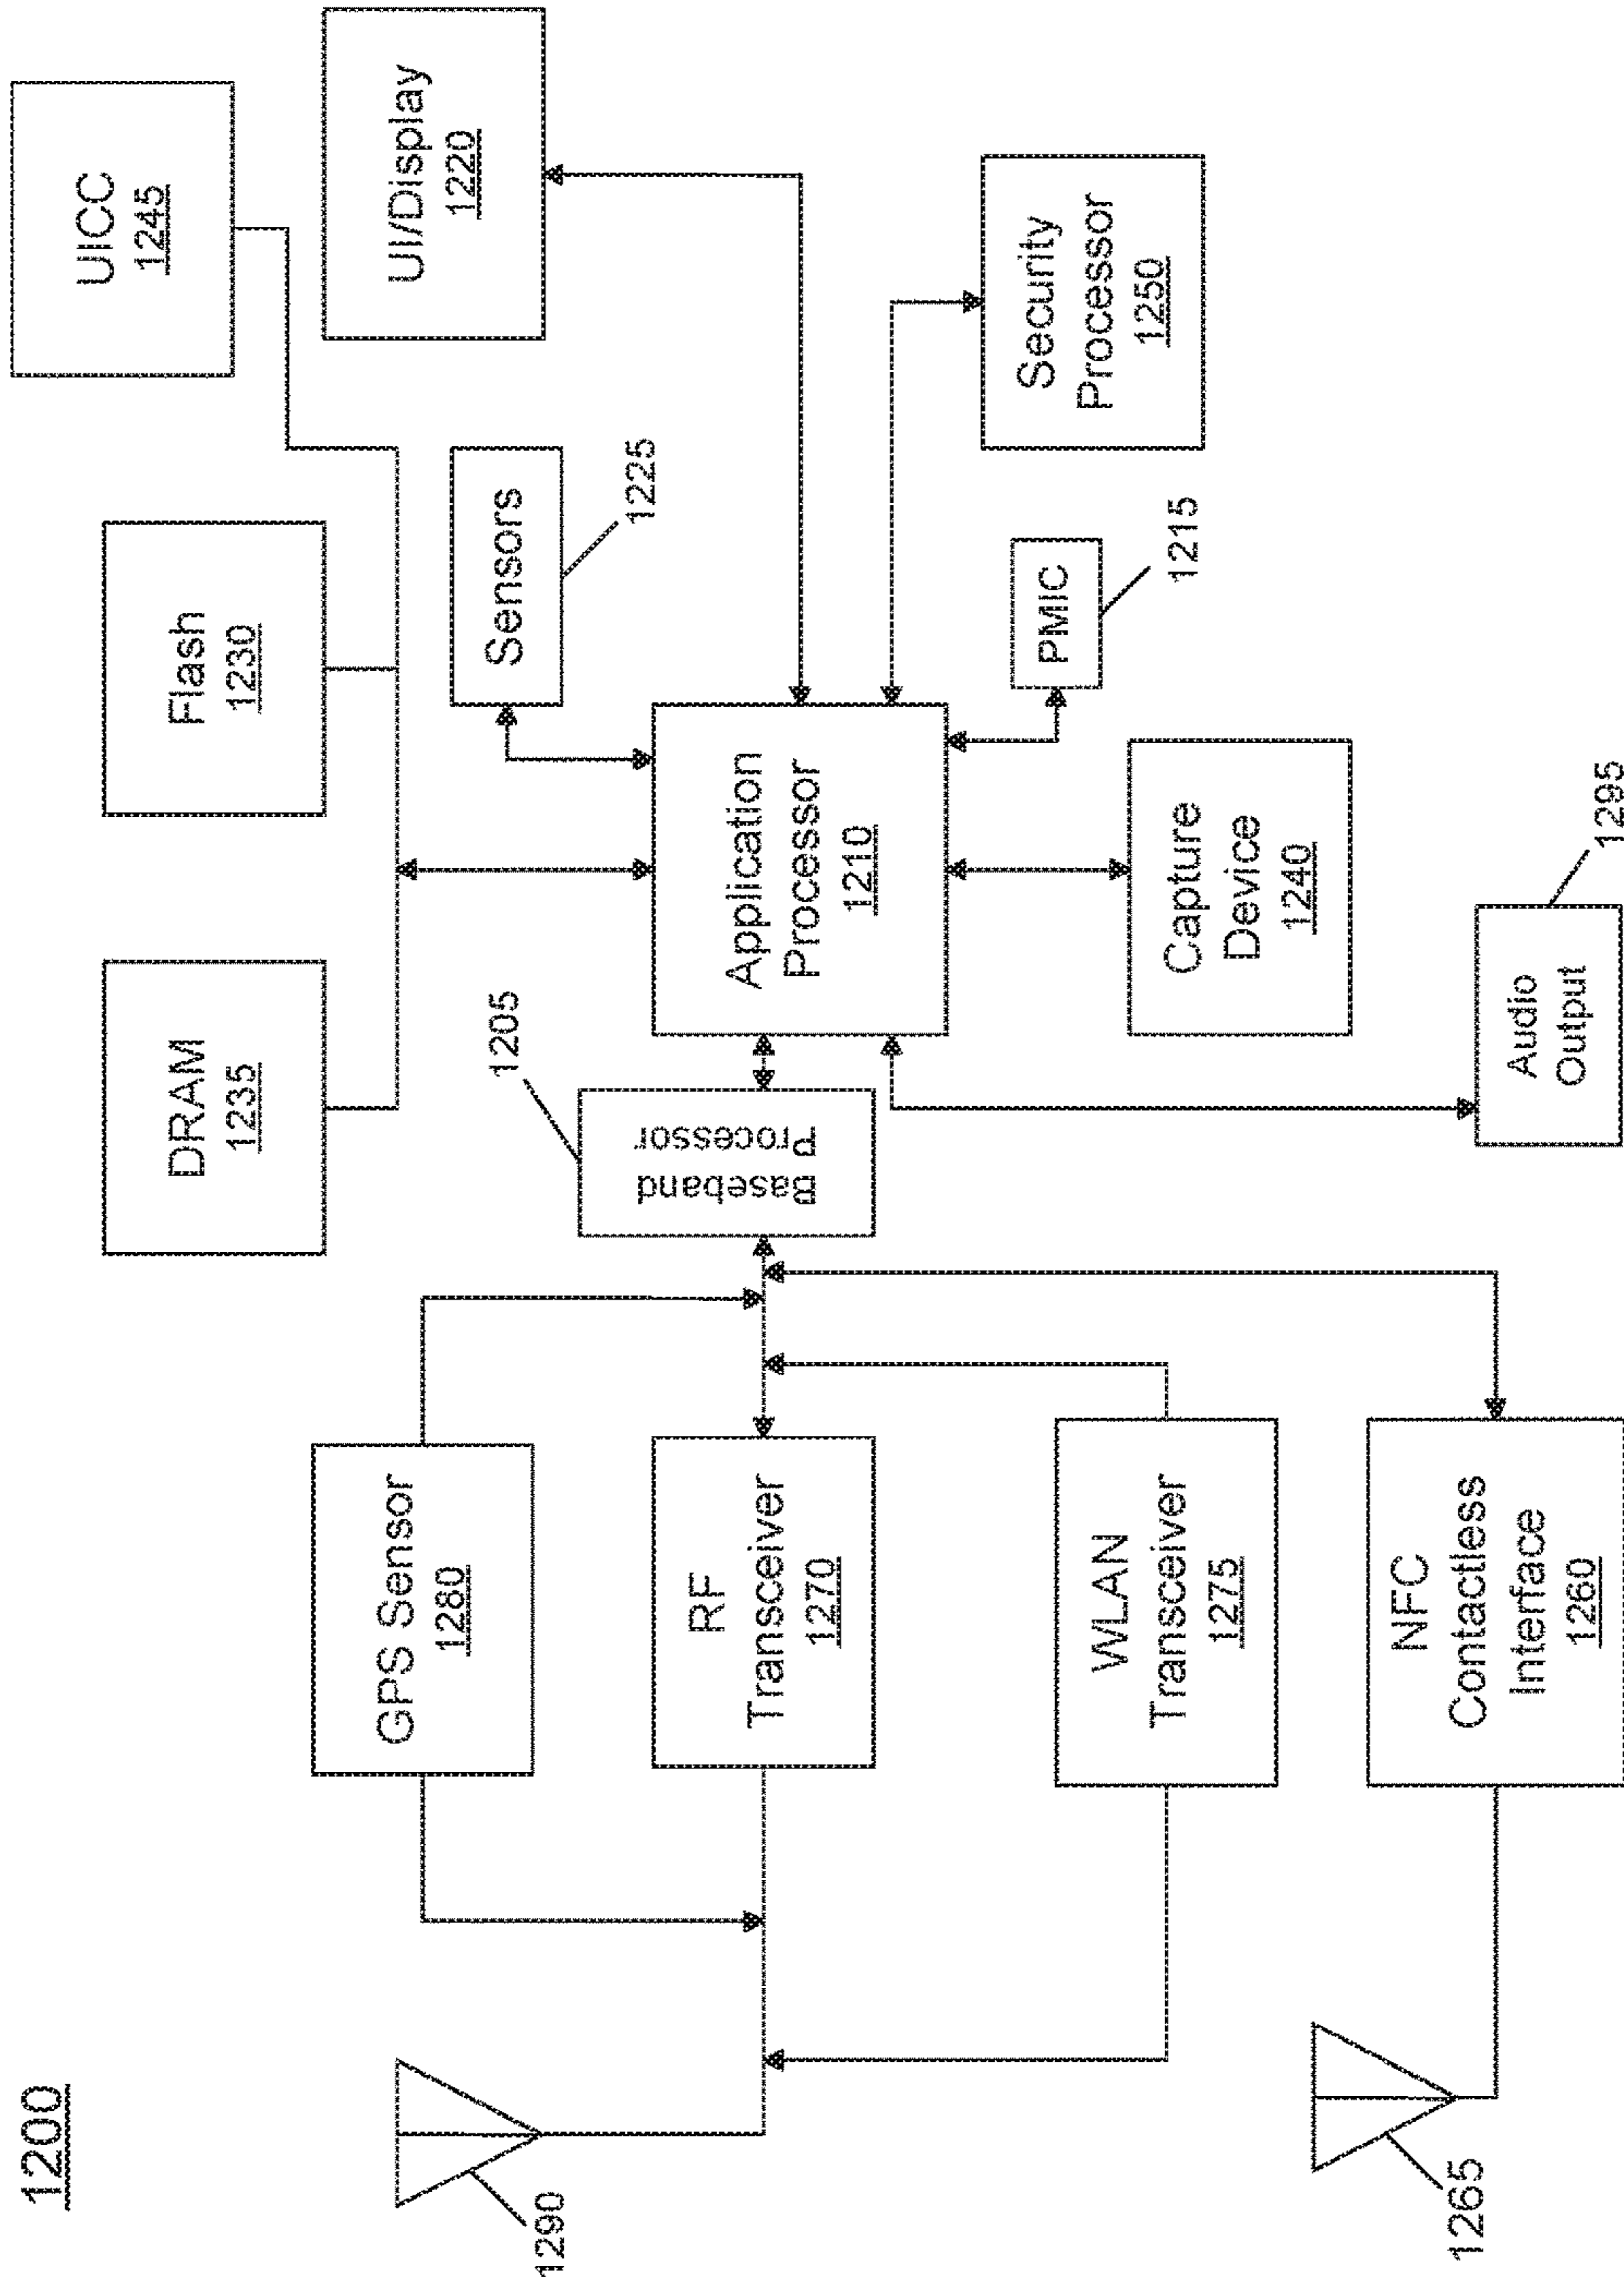 1200
UICC
1245
Flash
1230
DRAM
1235
UI/Display
1220
Sensors
1225
GPS Sensor
1280
1290
1205
Baseband
Processor
Application
Processor
1210
RF
Transceiver
1270
Security
Processor
1250
PMIC
1215
Capture
Device
1240
WLAN
Transceiver
1275
NFC
Contactless
Interface
1260
1265
Audio
Output
1295